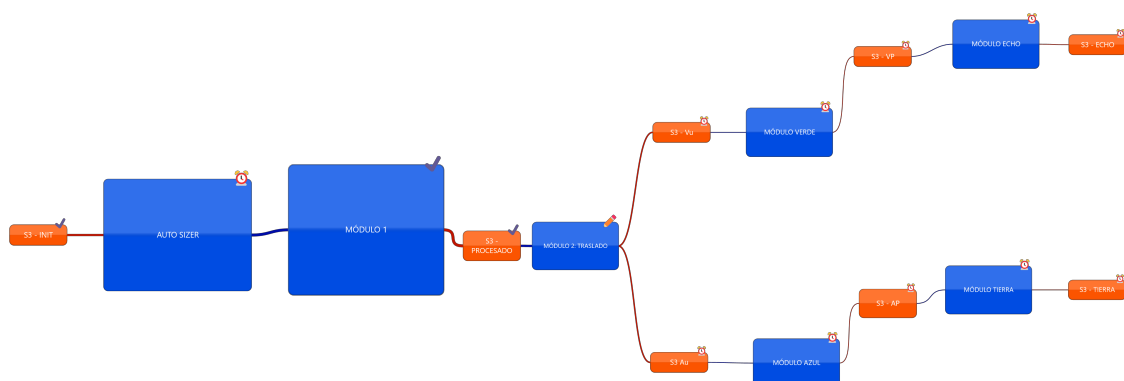 S3 - INIT
AUTO SIZER
MÓDULO 1
S3 -
PROCESADO
MÓDULO 2: TRASLADO
S3 - Vu
MÓDULO VERDE
S3 - VP
MÓDULO ECHO
S3 - ECHO
S3 Au
MÓDULO AZUL
S3 - AP
MÓDULO TIERRA
S3 - TIERRA